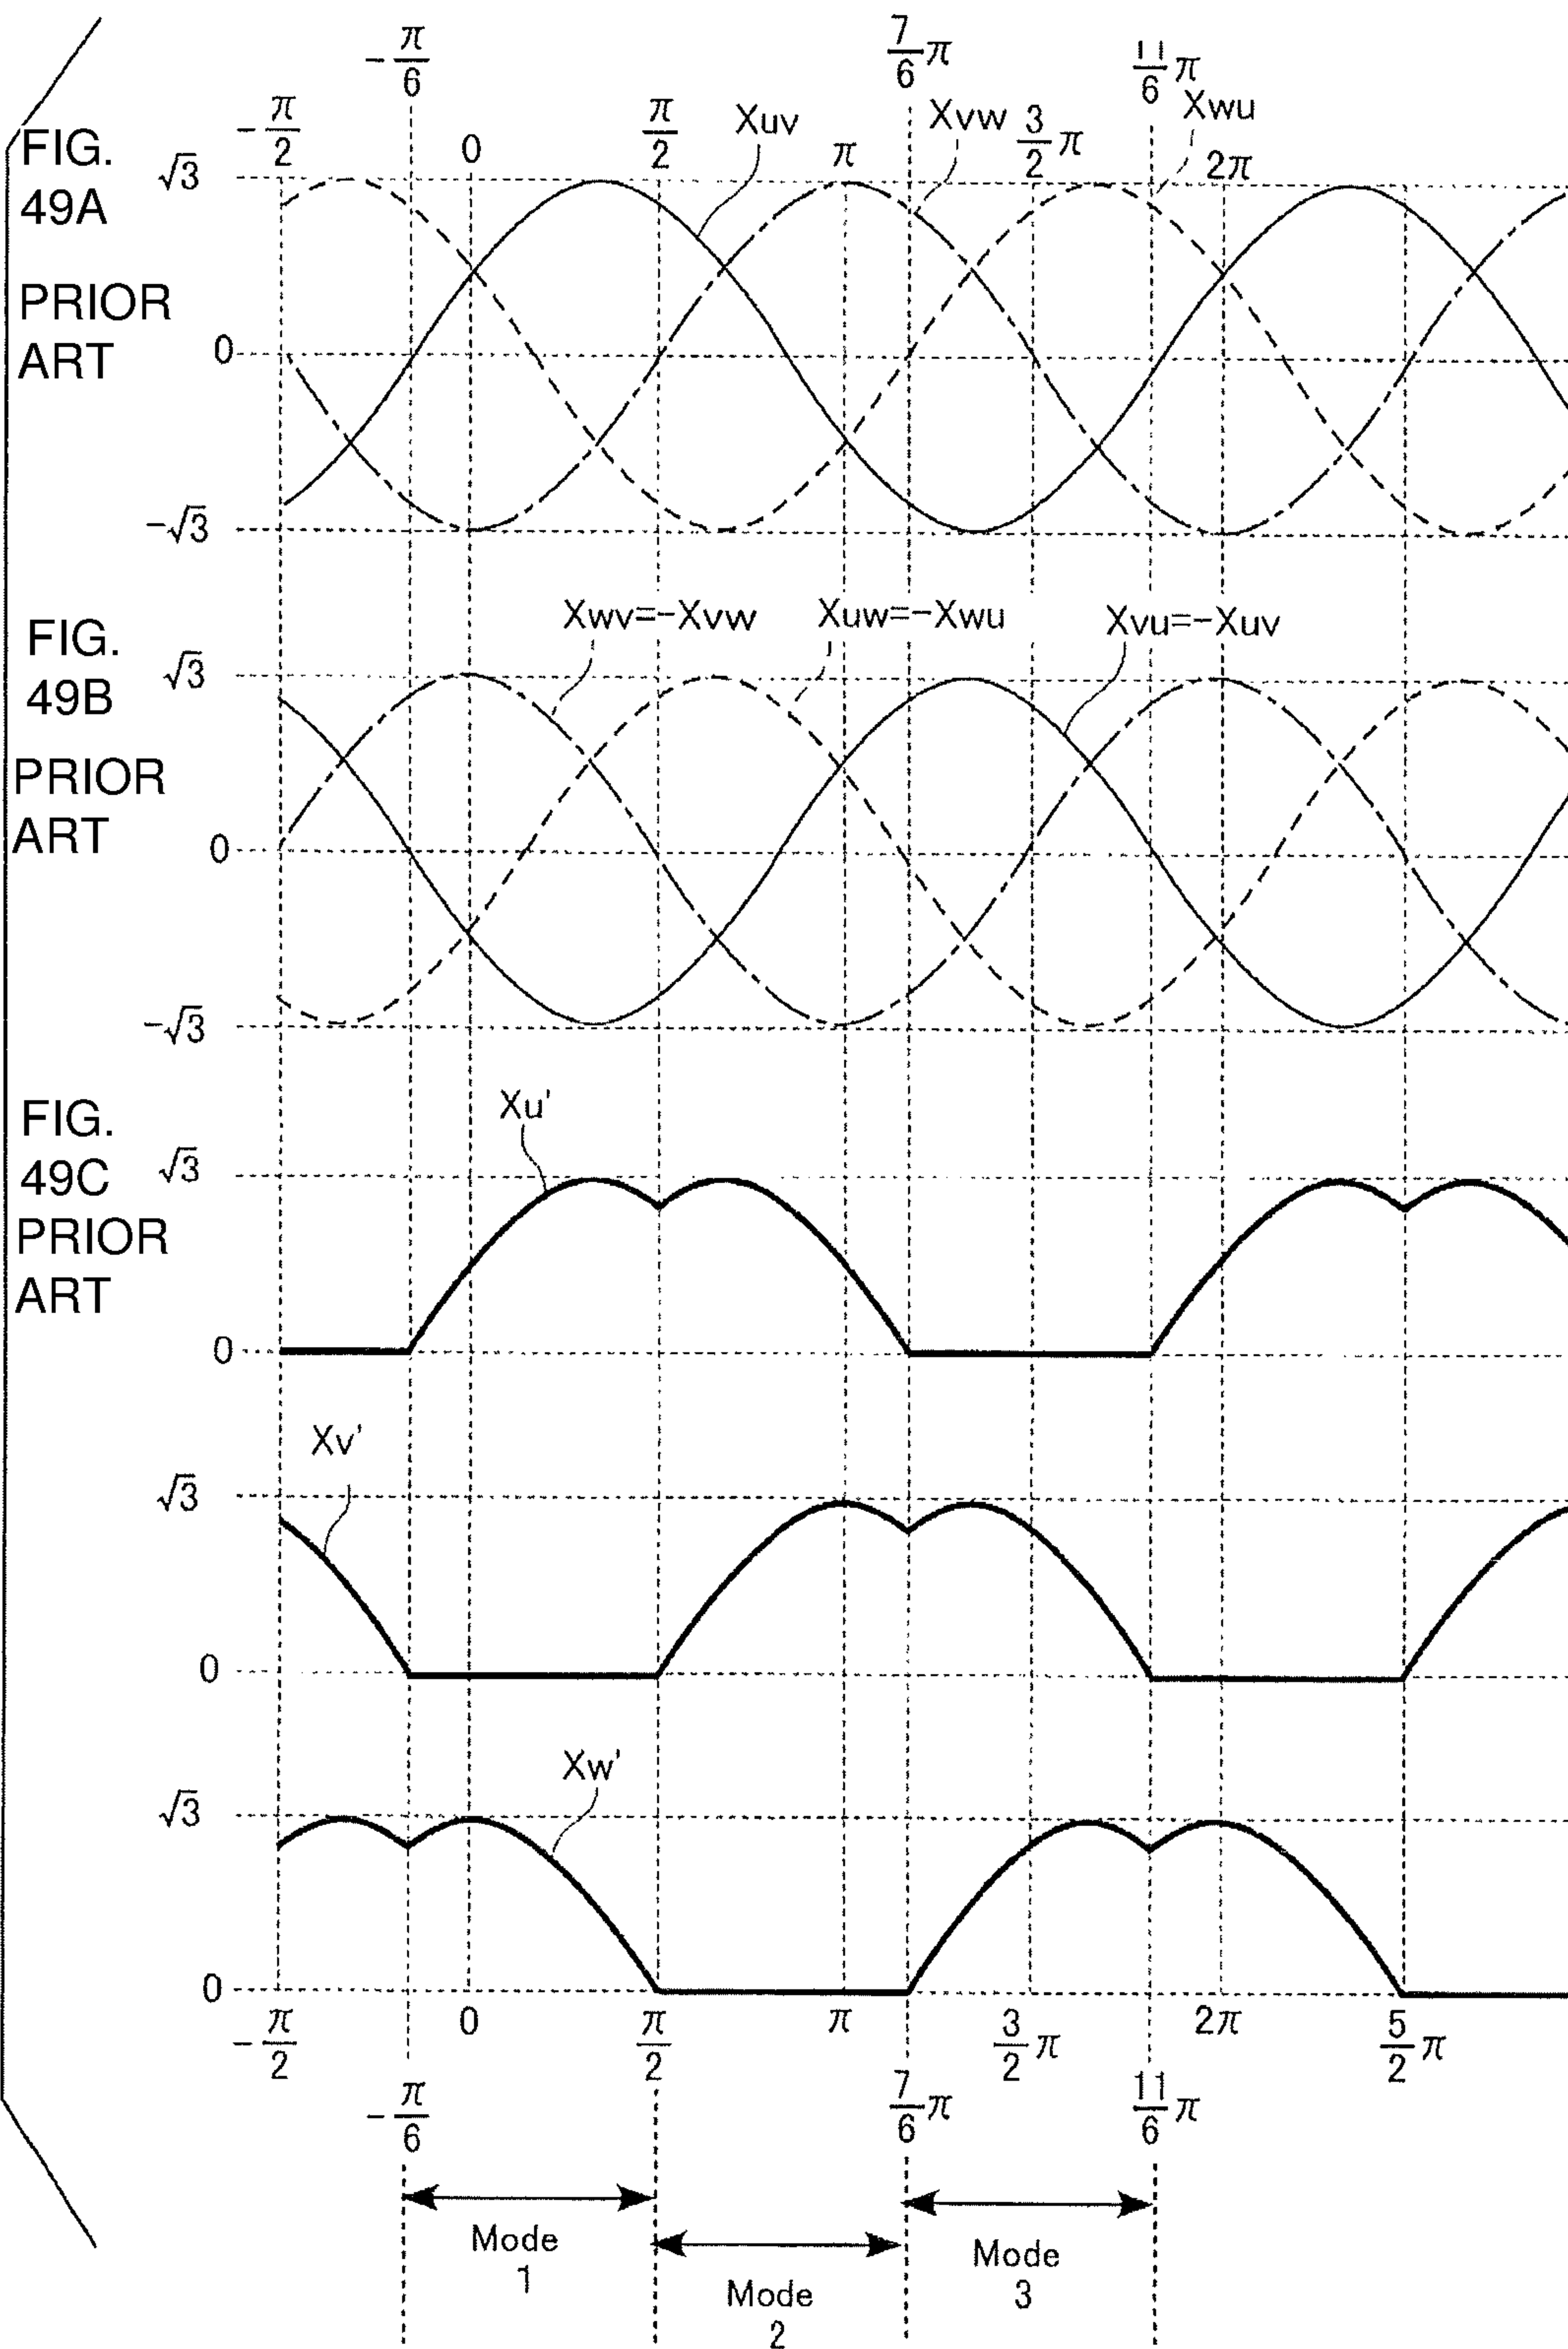 -π/6 7/6π 11/6π
-π/2 0 π/2 Xuv π Xvw 3/2π Xwu 2π
FIG.
49A
PRIOR
ART
√3
0
-√3
Xwv=-Xvw Xuw=-Xwu Xvu=-Xuv
FIG.
49B
PRIOR
ART
√3
0
-√3
Xu'
FIG.
49C
PRIOR
ART
√3
0
Xv'
√3
0
Xw'
√3
0
-π/2 0 π/2 π 3/2π 2π 5/2π
-π/6 7/6π 11/6π
Mode
1
Mode
2
Mode
3